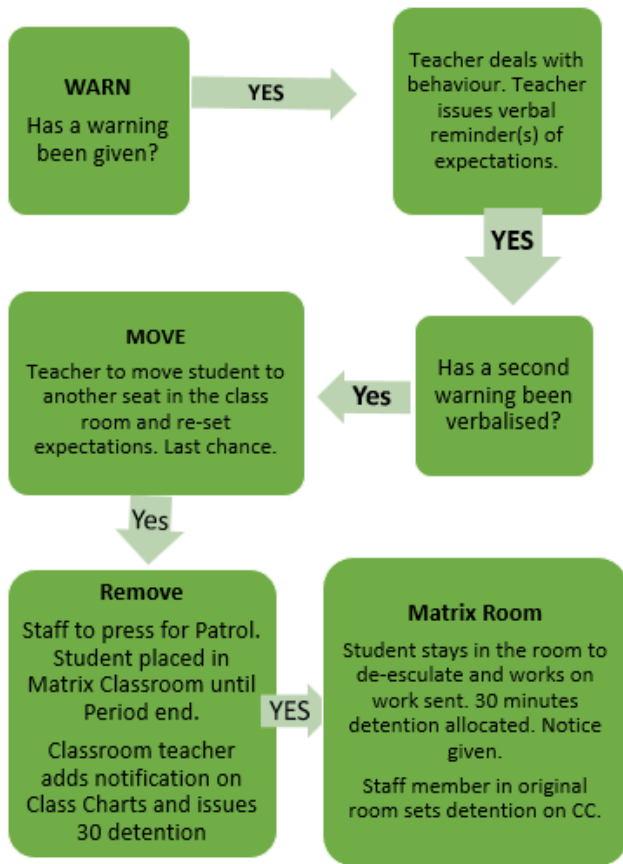 WARN
Has a warning
been given?
YES
Teacher deals with
behaviour. Teacher
issues verbal
reminder(s) of
expectations.
YES
Has a second
warning been
verbalised?
Yes
MOVE
Teacher to move student to
another seat in the class
room and re-set
expectations. Last chance.
Yes
Remove
Staff to press for Patrol.
Student placed in
Matrix Classroom until
Period end.
Classroom teacher
adds notification on
Class Charts and issues
30 detention
YES
Matrix Room
Student stays in the room to
de-esculate and works on
work sent. 30 minutes
detention allocated. Notice
given.
Staff member in original
room sets detention on CC.